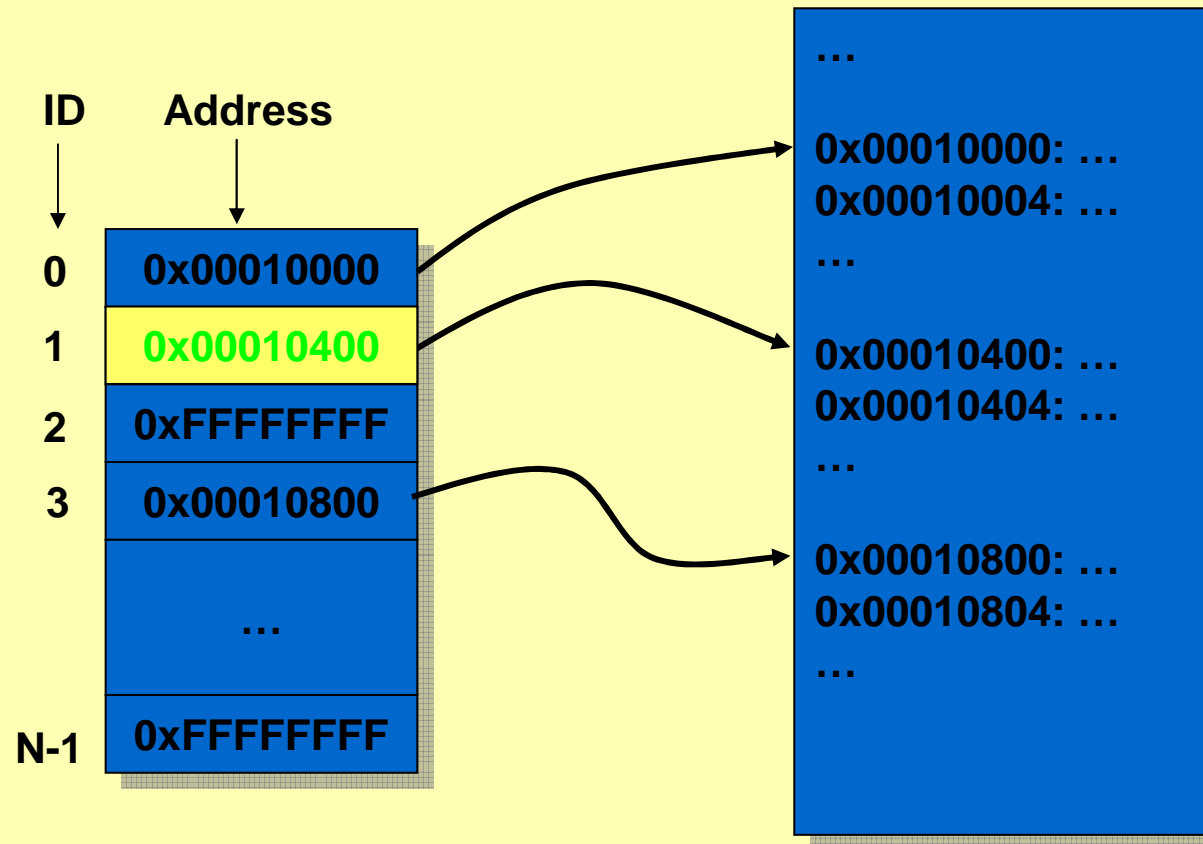 ID Address
0 0x00010000
1 0x00010400
2 0xFFFFFFFF
3 0x00010800
…
N-1 0xFFFFFFFF
…
0x00010000: …
0x00010004: …
…
0x00010400: …
0x00010404: …
…
0x00010800: …
0x00010804: …
…